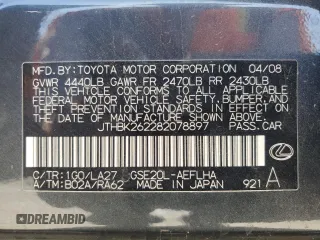 MFD.BY: TOYOTA MOTOR CORPORATION 04/08
GVWR 4440LB GAWR FR 2470LB RR 2430LB
THIS VEHICLE CONFORMS TO ALL APPLICABLE
FEDERAL MOTOR VEHICLE SAFETY, BUMPER, AND
THEFT PREVENTION STANDARDS IN EFFECT ON
THE DATE OF MANUFACTURE SHOWN ABOVE.
JTHBK262282078897 PASS.CAR
C/TR:1G0/LA27 GSE20L-AEFLHA
A/TM:B02A/RA62 MADE IN JAPAN 921 A